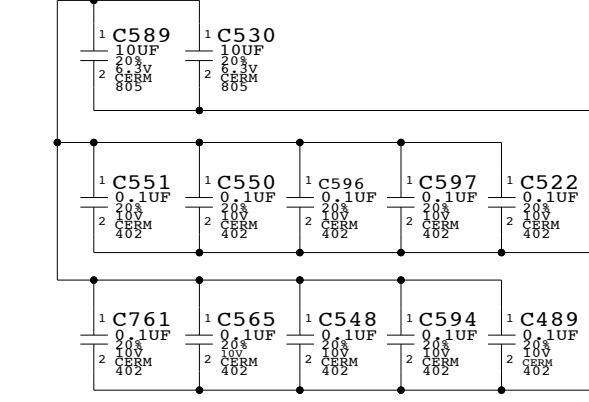 1 C589 1 C530
10UF 10UF
20% 20%
6.3V 6.3V
2 CERM 2 CERM
805 805
1 C551 1 C550 1 C596 1 C597 1 C522
0.1UF 0.1UF 0.1UF 0.1UF 0.1UF
20% 20% 20% 20% 20%
10V 10V 10V 10V 10V
2 CERM 2 CERM 2 CERM 2 CERM 2 CERM
402 402 402 402 402
1 C761 1 C565 1 C548 1 C594 1 C489
0.1UF 0.1UF 0.1UF 0.1UF 0.1UF
20% 20% 20% 20% 20%
10V 10V 10V 10V 10V
2 CERM 2 CERM 2 CERM 2 CERM 2 CERM
402 402 402 402 402